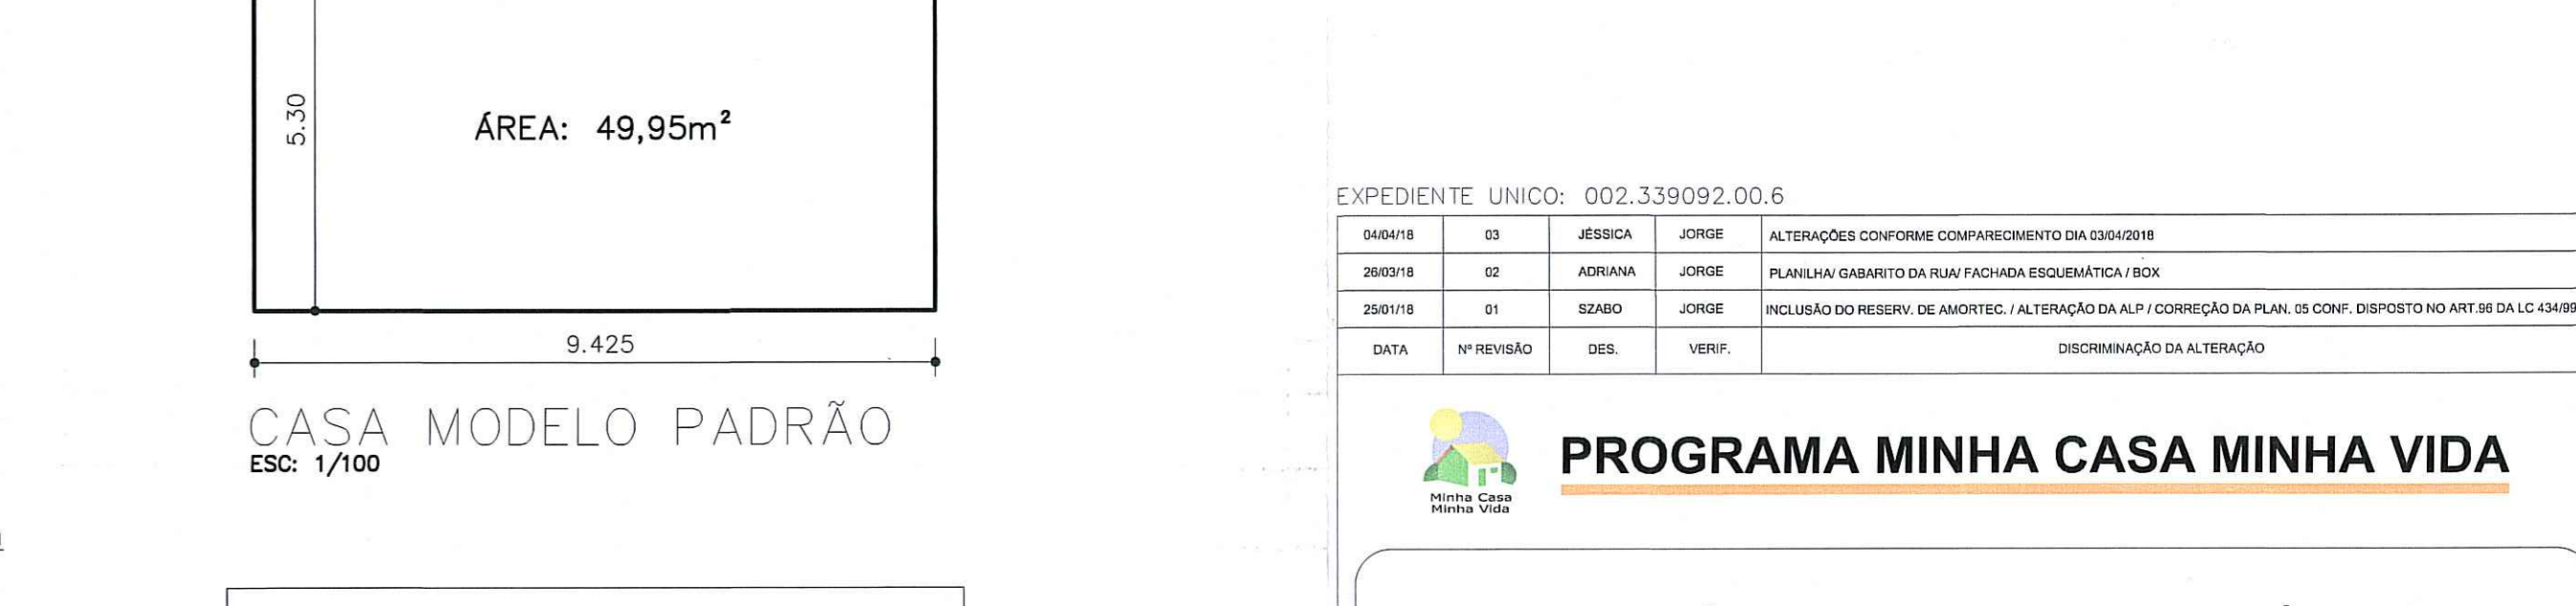 5.30
ÁREA: 49,95m²
9.425
CASA MODELO PADRÃO
ESC: 1/100
EXPEDIENTE UNICO: 002.339092.00.6
04/04/18 03 JÉSSICA JORGE ALTERAÇÕES CONFORME COMPARECIMENTO DIA 03/04/2018
26/03/18 02 ADRIANA JORGE PLANILHA/ GABARITO DA RUA/ FACHADA ESQUEMÁTICA / BOX
25/01/18 01 SZABO JORGE INCLUSÃO DO RESERV. DE AMORTEC. / ALTERAÇÃO DA ALP / CORREÇÃO DA PLAN. 05 CONF. DISPOSTO NO ART.96 DA LC 434/99
DATA Nº REVISÃO DES. VERIF. DISCRIMINAÇÃO DA ALTERAÇÃO
Minha Casa
Minha Vida
PROGRAMA MINHA CASA MINHA VIDA